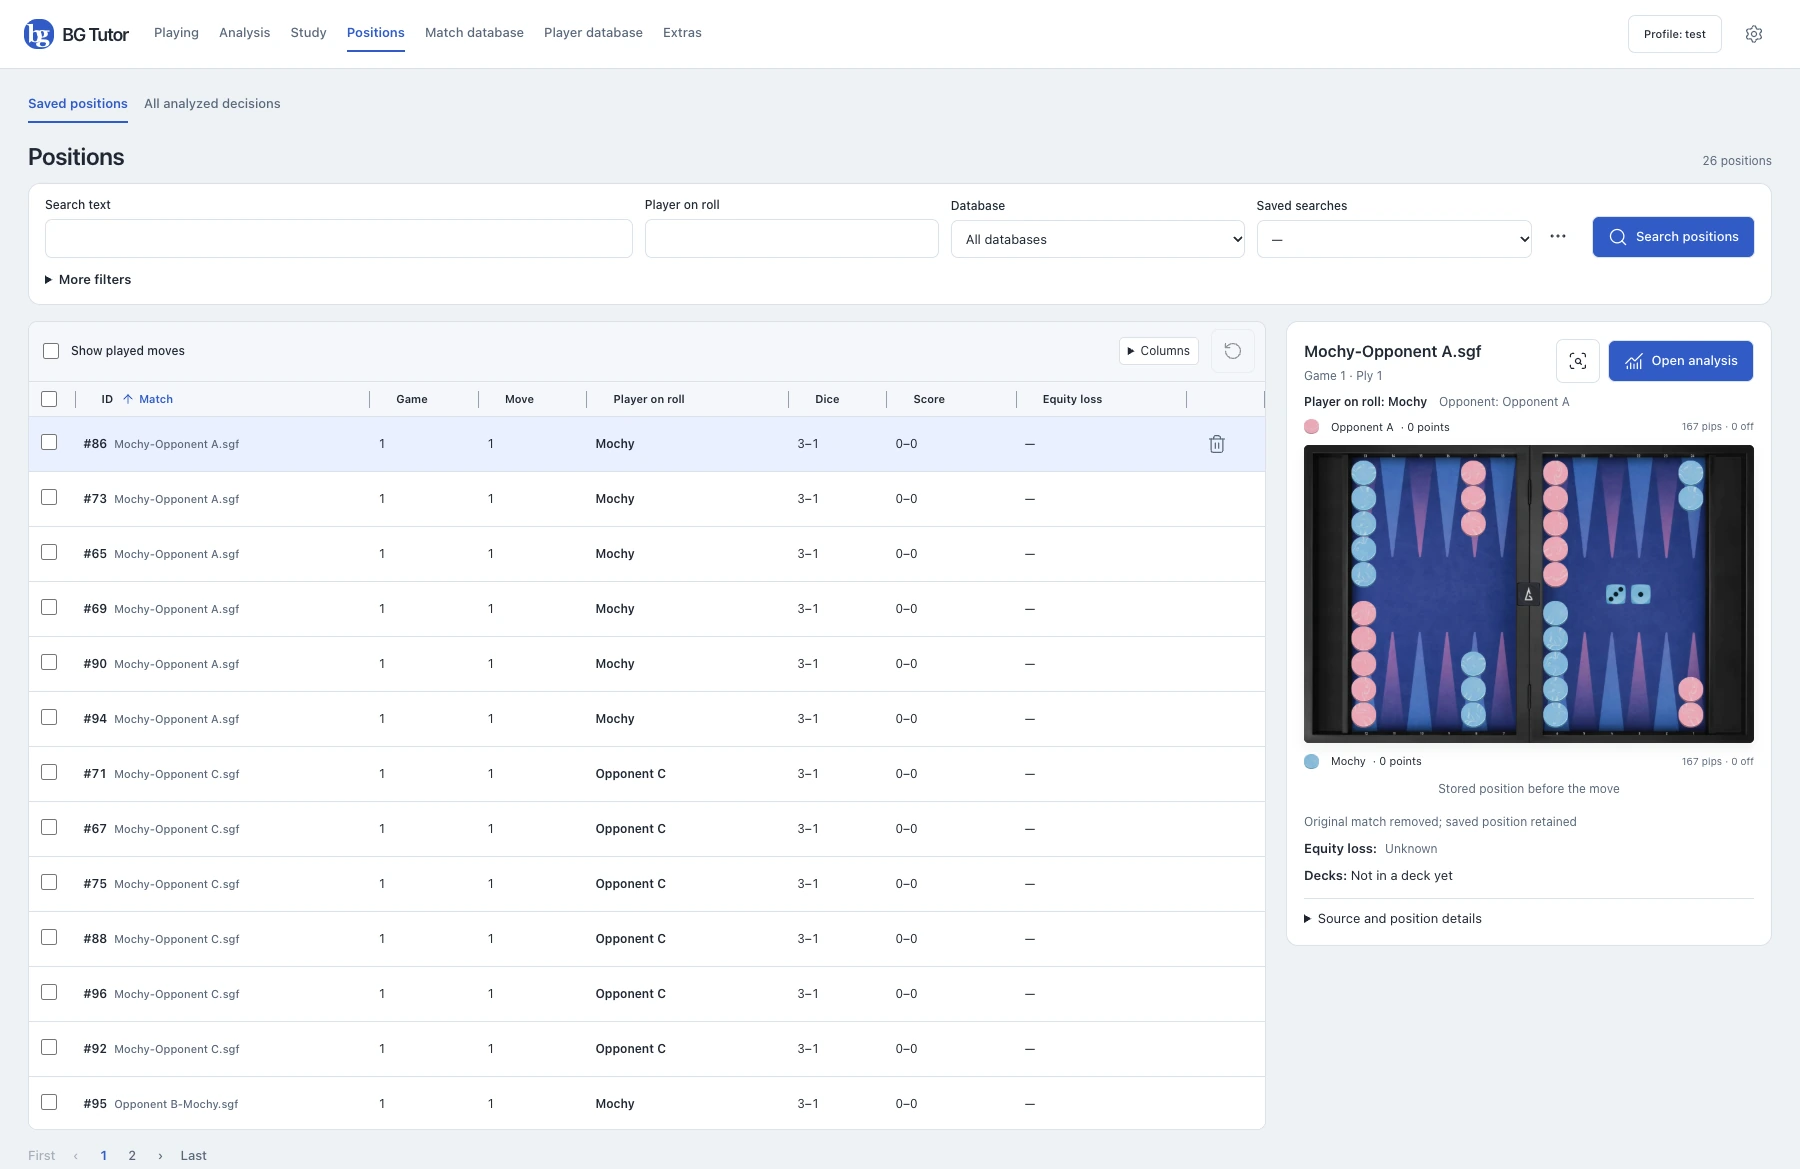 bg BG Tutor Playing Analysis Study Positions Match database Player database Extras Profile: test
Saved positions All analyzed decisions
Positions
26 positions
Search text Player on roll Database Saved searches
All databases — ••• Search positions
▶ More filters
Show played moves ▶ Columns
ID ↑ Match Game Move Player on roll Dice Score Equity loss
#86 Mochy-Opponent A.sgf 1 1 Mochy 3–1 0–0 —
#73 Mochy-Opponent A.sgf 1 1 Mochy 3–1 0–0 —
#65 Mochy-Opponent A.sgf 1 1 Mochy 3–1 0–0 —
#69 Mochy-Opponent A.sgf 1 1 Mochy 3–1 0–0 —
#90 Mochy-Opponent A.sgf 1 1 Mochy 3–1 0–0 —
#94 Mochy-Opponent A.sgf 1 1 Mochy 3–1 0–0 —
#71 Mochy-Opponent C.sgf 1 1 Opponent C 3–1 0–0 —
#67 Mochy-Opponent C.sgf 1 1 Opponent C 3–1 0–0 —
#75 Mochy-Opponent C.sgf 1 1 Opponent C 3–1 0–0 —
#88 Mochy-Opponent C.sgf 1 1 Opponent C 3–1 0–0 —
#96 Mochy-Opponent C.sgf 1 1 Opponent C 3–1 0–0 —
#92 Mochy-Opponent C.sgf 1 1 Opponent C 3–1 0–0 —
#95 Opponent B-Mochy.sgf 1 1 Mochy 3–1 0–0 —
First ‹ 1 2 › Last
Mochy-Opponent A.sgf
Open analysis
Game 1 · Ply 1
Player on roll: Mochy Opponent: Opponent A
Opponent A · 0 points 167 pips · 0 off
Mochy · 0 points 167 pips · 0 off
Stored position before the move
Original match removed; saved position retained
Equity loss: Unknown
Decks: Not in a deck yet
▶ Source and position details